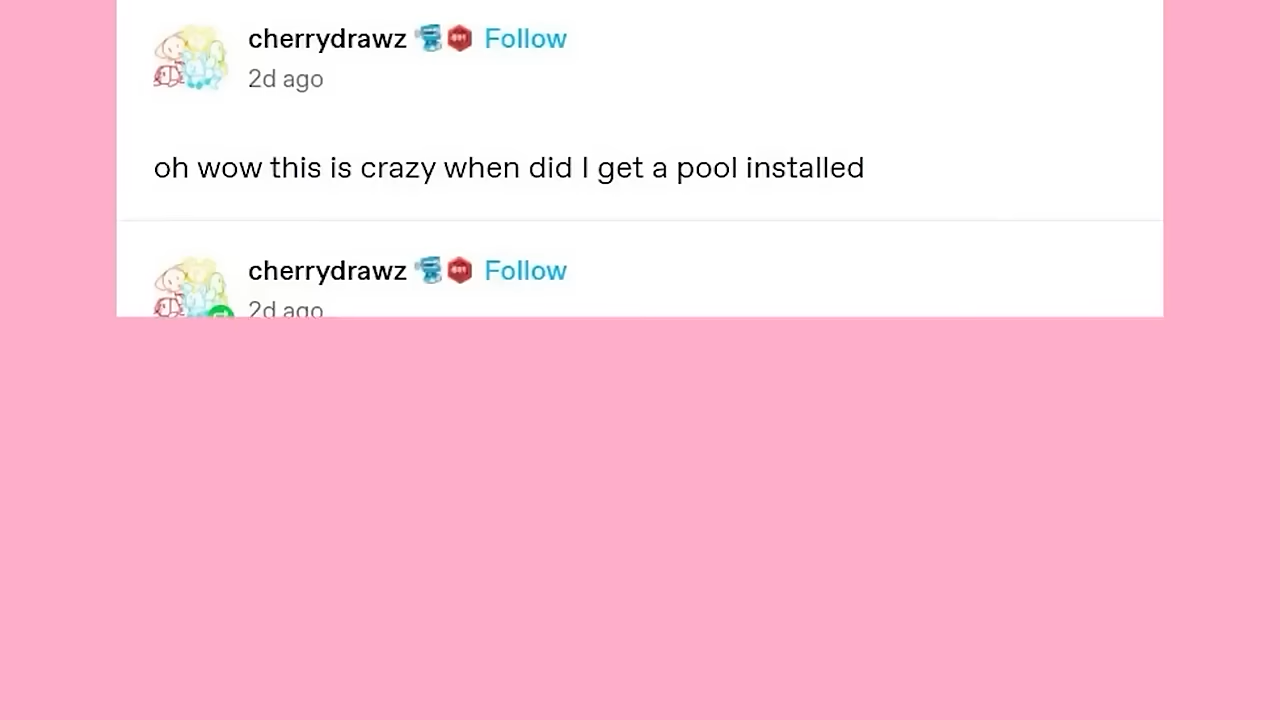 cherrydrawz Follow
2d ago
oh wow this is crazy when did I get a pool installed
cherrydrawz Follow
2d ago